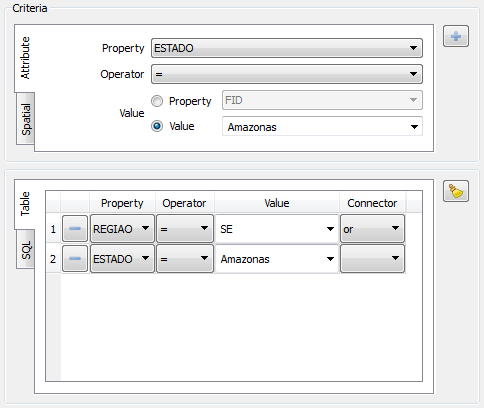 Criteria
Attribute
Spatial
Property ESTADO
Operator =
Value
Property FID
Value Amazonas
Table
SQL
Property Operator Value Connector
1 REGIAO = SE or
2 ESTADO = Amazonas